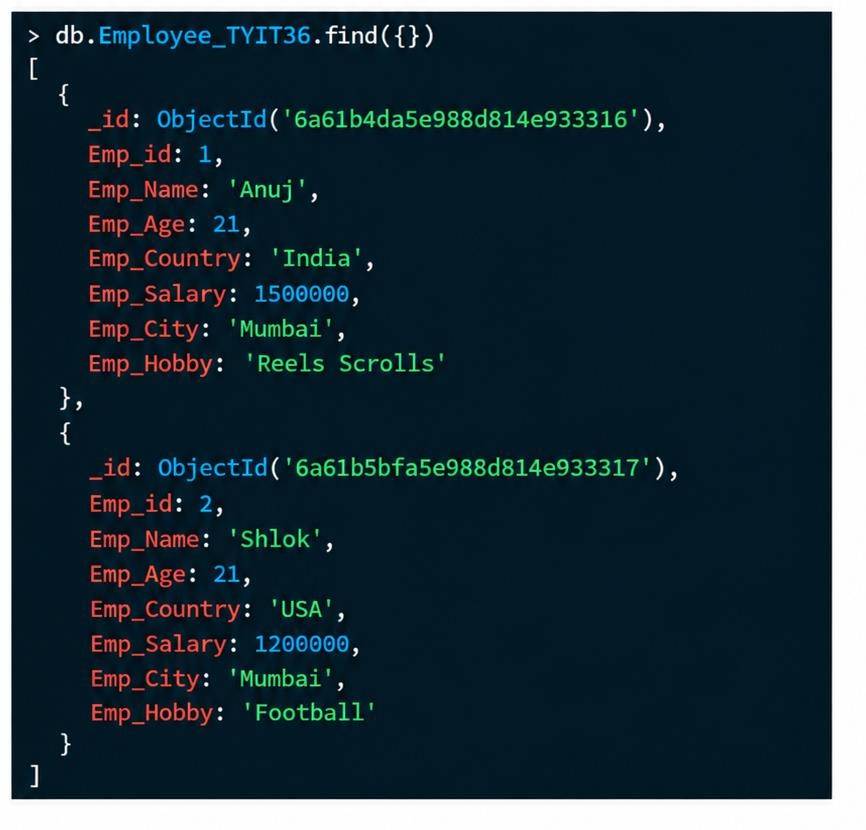 > db.Employee_TYIT36.find({})
[
  {
    _id: ObjectId('6a61b4da5e988d814e933316'),
    Emp_id: 1,
    Emp_Name: 'Anuj',
    Emp_Age: 21,
    Emp_Country: 'India',
    Emp_Salary: 1500000,
    Emp_City: 'Mumbai',
    Emp_Hobby: 'Reels Scrolls'
  },
  {
    _id: ObjectId('6a61b5bfa5e988d814e933317'),
    Emp_id: 2,
    Emp_Name: 'Shlok',
    Emp_Age: 21,
    Emp_Country: 'USA',
    Emp_Salary: 1200000,
    Emp_City: 'Mumbai',
    Emp_Hobby: 'Football'
  }
]